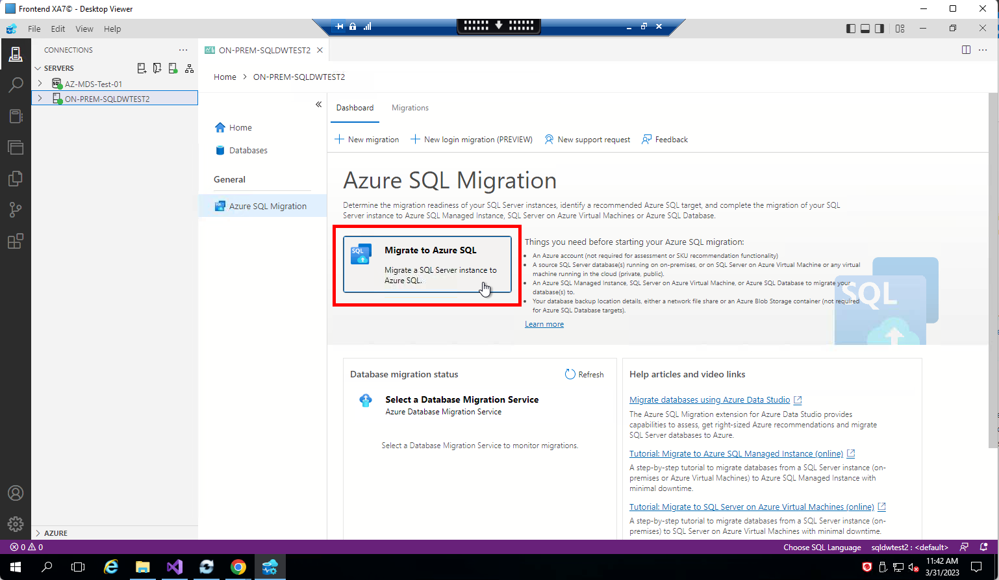 Frontend XA7© - Desktop Viewer
File Edit View Help
CONNECTIONS
SERVERS
AZ-MDS-Test-01
ON-PREM-SQLDWTEST2
AZURE
ON-PREM-SQLDWTEST2
Home > ON-PREM-SQLDWTEST2
Home
Databases
General
Azure SQL Migration
Dashboard Migrations
New migration New login migration (PREVIEW) New support request Feedback
Azure SQL Migration
Determine the migration readiness of your SQL Server instances, identify a recommended Azure SQL target, and complete the migration of your SQL
Server instance to Azure SQL Managed Instance, SQL Server on Azure Virtual Machines or Azure SQL Database.
SQL
Migrate to Azure SQL
Migrate a SQL Server instance to
Azure SQL.
Things you need before starting your Azure SQL migration:
• An Azure account (not required for assessment or SKU recommendation functionality)
• A source SQL Server database(s) running on on-premises, or on SQL Server on Azure Virtual Machine or any virtual
machine running in the cloud (private, public).
• An Azure SQL Managed Instance, SQL Server on Azure Virtual Machine, or Azure SQL Database to migrate your
database(s) to.
• Your database backup location details, either a network file share or an Azure Blob Storage container (not required
for Azure SQL Database targets).
Learn more
SQL
Database migration status
Refresh
Select a Database Migration Service
Azure Database Migration Service
Select a Database Migration Service to monitor migrations.
Help articles and video links
Migrate databases using Azure Data Studio
The Azure SQL Migration extension for Azure Data Studio provides
capabilities to assess, get right-sized Azure recommendations and migrate
SQL Server databases to Azure.
Tutorial: Migrate to Azure SQL Managed Instance (online)
A step-by-step tutorial to migrate databases from a SQL Server instance (on-
premises or Azure Virtual Machines) to Azure SQL Managed Instance with
minimal downtime.
Tutorial: Migrate to SQL Server on Azure Virtual Machines (online)
A step-by-step tutorial to migrate databases from a SQL Server instance (on-
premises) to SQL Server on Azure Virtual Machines with minimal downtime.
0 0
Choose SQL Language sqldwtest2 : <default>
11:42 AM
3/31/2023